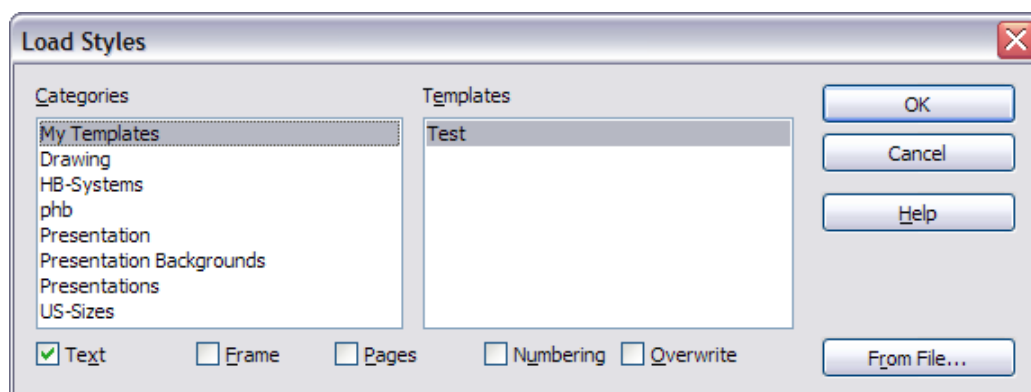 Load Styles
Categories
Templates
My Templates
Drawing
HB-Systems
phb
Presentation
Presentation Backgrounds
Presentations
US-Sizes
Test
OK
Cancel
Help
Text Frame Pages Numbering Overwrite
From File...